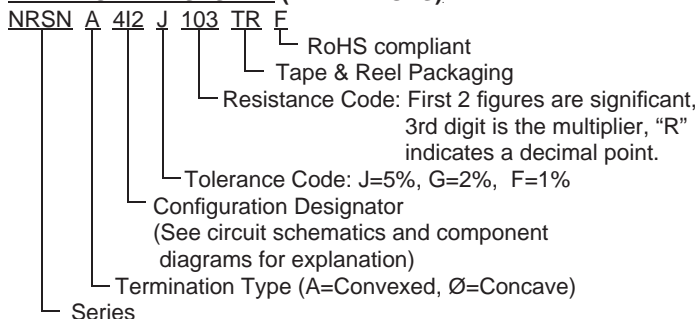 NRSN A 4I2 J 103 TR F
RoHS compliant
Tape & Reel Packaging
Resistance Code: First 2 figures are significant,
3rd digit is the multiplier, “R”
indicates a decimal point.
Tolerance Code: J=5%, G=2%, F=1%
Configuration Designator
(See circuit schematics and component
diagrams for explanation)
Termination Type (A=Convexed, Ø=Concave)
Series